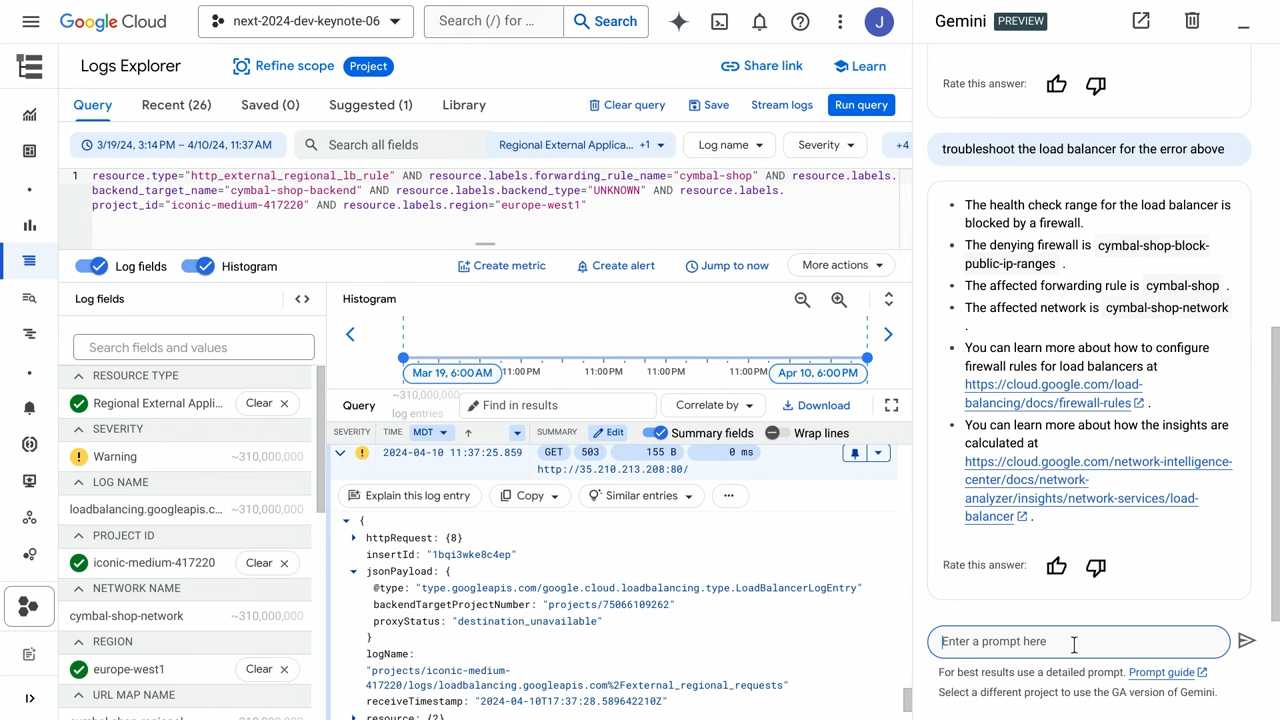 Google Cloud
next-2024-dev-keynote-06
Search (/) for ...
Search
J
Gemini PREVIEW
Logs Explorer
Refine scope
Project
Share link
Learn
Query
Recent (26)
Saved (0)
Suggested (1)
Library
Clear query
Save
Stream logs
Run query
3/19/24, 3:14 PM – 4/10/24, 11:37 AM
Search all fields
Regional External Applica... +1
Log name
Severity
+4
1
resource.type="http_external_regional_lb_rule" AND resource.labels.forwarding_rule_name="cymbal-shop" AND resource.labels.
backend_target_name="cymbal-shop-backend" AND resource.labels.backend_type="UNKNOWN" AND resource.labels.
project_id="iconic-medium-417220" AND resource.labels.region="europe-west1"
Log fields
Histogram
Create metric
Create alert
Jump to now
More actions
Log fields
Search fields and values
RESOURCE TYPE
Regional External Appli...
Clear ×
SEVERITY
Warning
~310,000,000
LOG NAME
loadbalancing.googleapis.c...
~310,000,000
PROJECT ID
iconic-medium-417220
Clear ×
NETWORK NAME
cymbal-shop-network
~310,000,000
REGION
europe-west1
Clear ×
URL MAP NAME
Histogram
Mar 19, 6:00 AM
11:00 PM
11:00 PM
11:00 PM
11:00 PM
Apr 10, 6:00 PM
Query
~310,000,000
log entries
Find in results
Correlate by
Download
SEVERITY
TIME
MDT
SUMMARY
Edit
Summary fields
Wrap lines
2024-04-10 11:37:25.859
GET
503
155 B
0 ms
http://35.210.213.208:80/
Explain this log entry
Copy
Similar entries
{
httpRequest: {8}
insertId: "1bqi3wke8c4ep"
jsonPayload: {
@type: "type.googleapis.com/google.cloud.loadbalancing.type.LoadBalancerLogEntry"
backendTargetProjectNumber: "projects/75066109262"
proxyStatus: "destination_unavailable"
}
logName:
"projects/iconic-medium-
417220/logs/loadbalancing.googleapis.com%2Fexternal_regional_requests"
receiveTimestamp: "2024-04-10T17:37:28.589642210Z"
resource: {2}
Rate this answer:
troubleshoot the load balancer for the error above
• The health check range for the load balancer is
blocked by a firewall.
• The denying firewall is cymbal-shop-block-
public-ip-ranges .
• The affected forwarding rule is cymbal-shop .
• The affected network is cymbal-shop-network
.
• You can learn more about how to configure
firewall rules for load balancers at
https://cloud.google.com/load-
balancing/docs/firewall-rules .
• You can learn more about how the insights are
calculated at
https://cloud.google.com/network-intelligence-
center/docs/network-
analyzer/insights/network-services/load-
balancer .
Rate this answer:
Enter a prompt here
For best results use a detailed prompt. Prompt guide
Select a different project to use the GA version of Gemini.